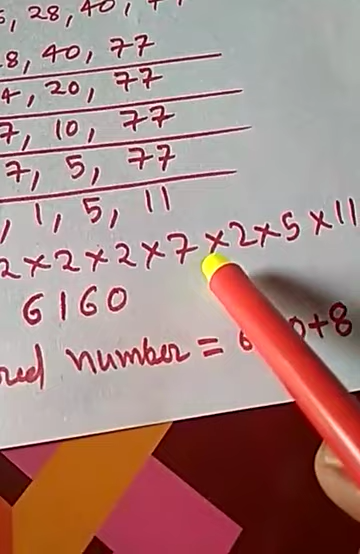 28, 40,
8, 40, 77
4, 20, 77
7, 10, 77
7, 5, 77
, 1, 5, 11
2×2×2×7×2×5×11
6160
number = 6 0+8